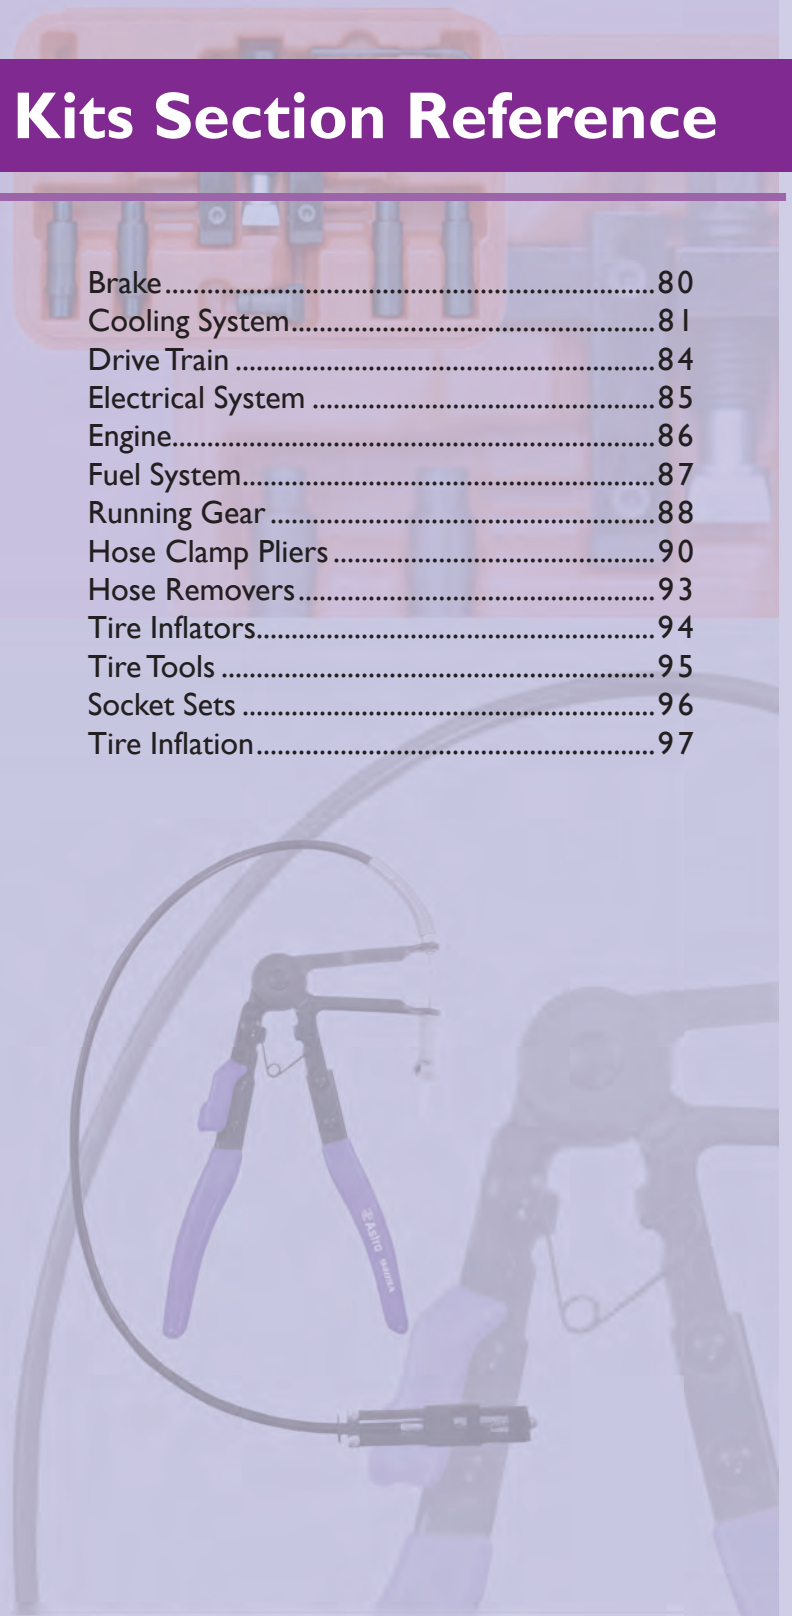 Kits Section Reference
Brake..........................................................................80
Cooling System....................................................81
Drive Train ............................................................84
Electrical System .................................................85
Engine.....................................................................86
Fuel System...........................................................87
Running Gear .......................................................88
Hose Clamp Pliers ..............................................90
Hose Removers...................................................93
Tire Inflators.........................................................94
Tire Tools ..............................................................95
Socket Sets ...........................................................96
Tire Inflation.........................................................97
Astro